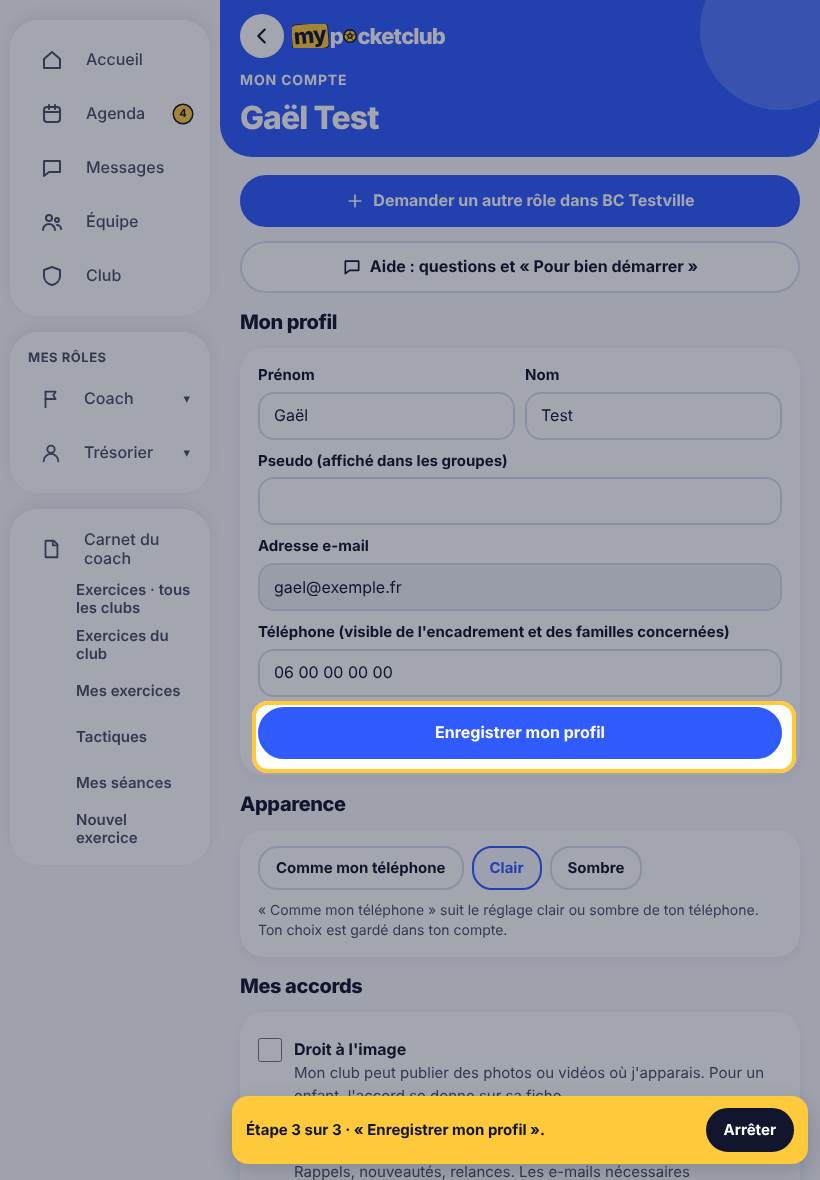 Accueil
Agenda
4
Messages
Équipe
Club
MES RÔLES
Coach ▾
Trésorier ▾
Carnet du
coach
Exercices · tous
les clubs
Exercices du
club
Mes exercices
Tactiques
Mes séances
Nouvel
exercice
mypocketclub
MON COMPTE
Gaël Test
Demander un autre rôle dans BC Testville
Aide : questions et « Pour bien démarrer »
Mon profil
Prénom Nom
Gaël Test
Pseudo (affiché dans les groupes)
Adresse e-mail
gael@exemple.fr
Téléphone (visible de l'encadrement et des familles concernées)
06 00 00 00 00
Enregistrer mon profil
Apparence
Comme mon téléphone Clair Sombre
« Comme mon téléphone » suit le réglage clair ou sombre de ton téléphone.
Ton choix est gardé dans ton compte.
Mes accords
Droit à l'image
Mon club peut publier des photos ou vidéos où j'apparais. Pour un
enfant, l'accord se donne sur sa fiche.
Étape 3 sur 3 · « Enregistrer mon profil ».
Arrêter
Rappels, nouveautés, relances. Les e-mails nécessaires